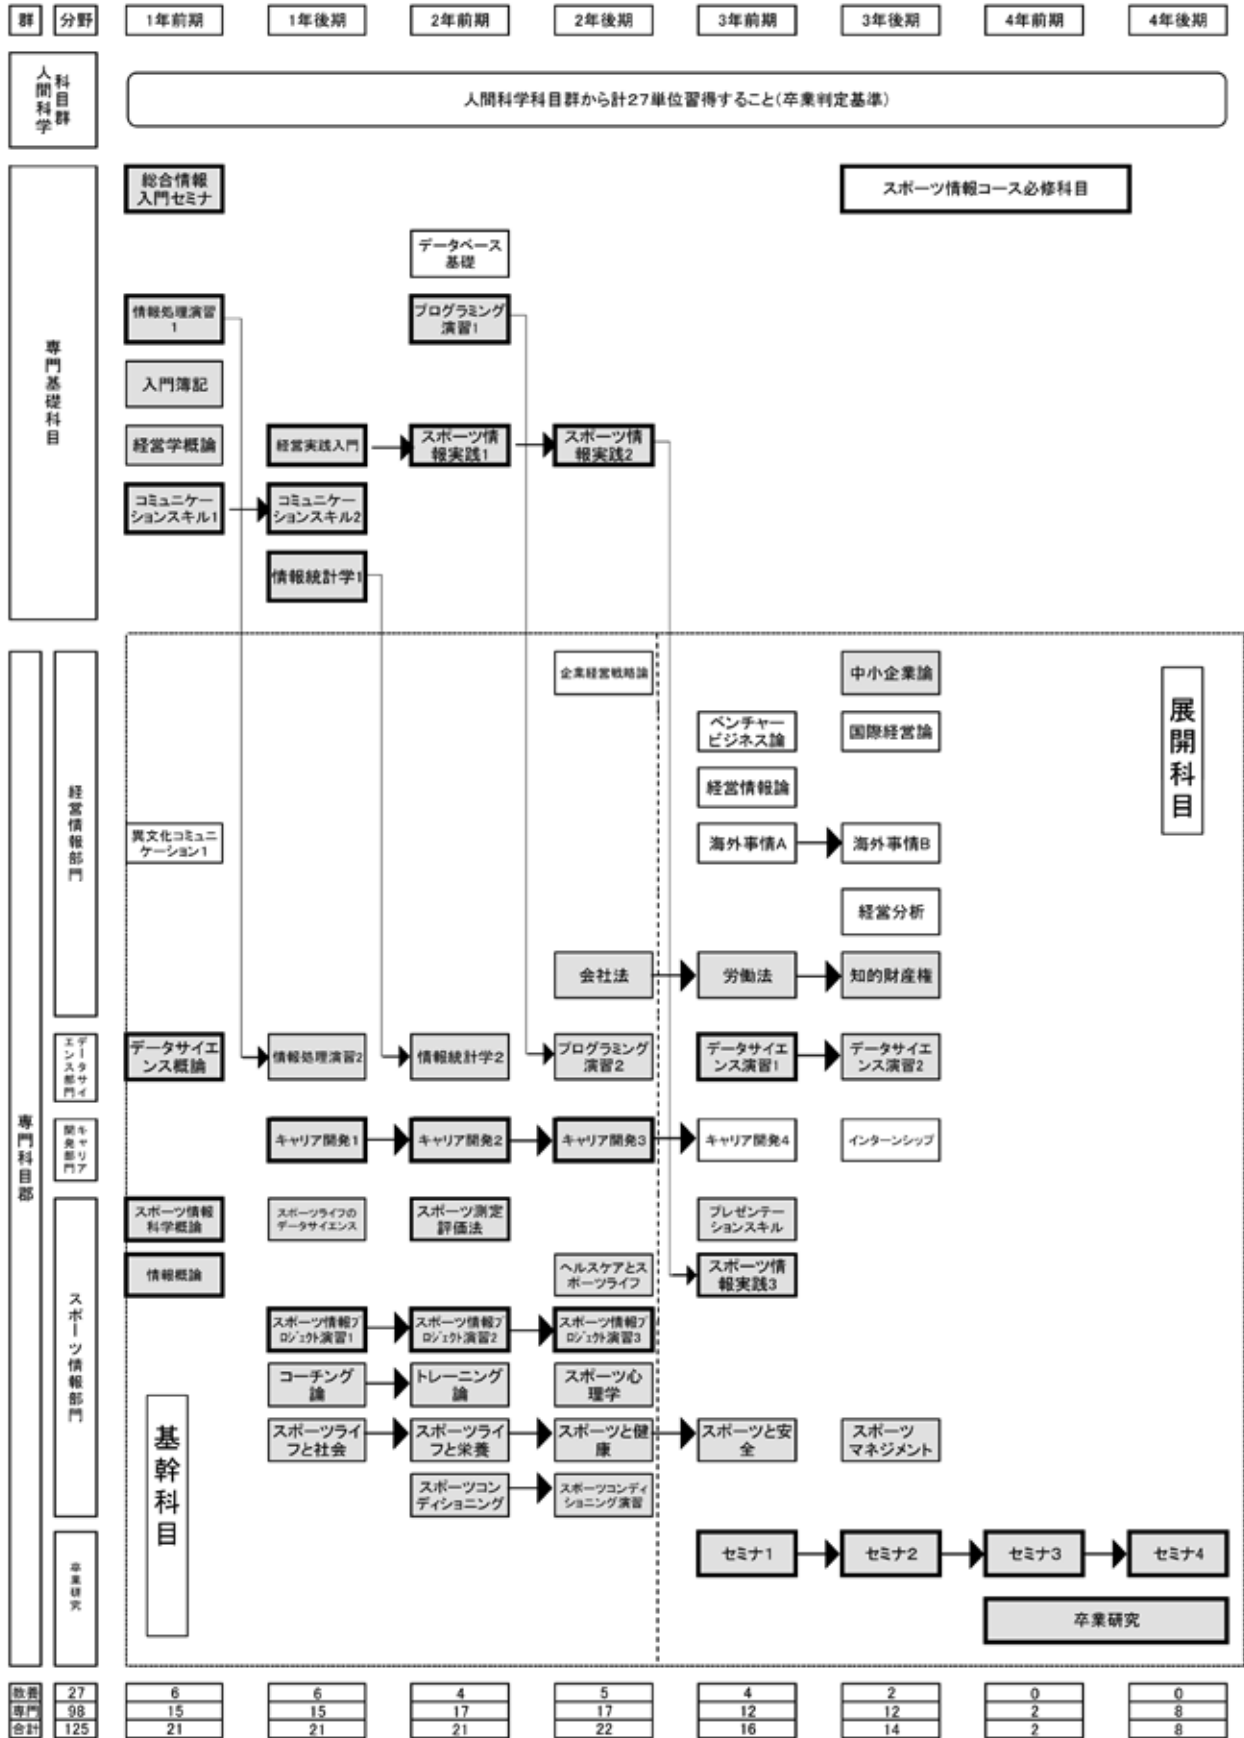 群 分野 1年前期 1年後期 2年前期 2年後期 3年前期 3年後期 4年前期 4年後期
人間科学
科目群
人間科学科目群から計27単位習得すること(卒業判定基準)
専門基礎科目
総合情報
入門セミナ
スポーツ情報コース必修科目
データベース
基礎
情報処理演習
1
プログラミング
演習1
入門簿記
経営学概論
経営実践入門
スポーツ情
報実践1
スポーツ情
報実践2
コミュニケー
ションスキル1
コミュニケー
ションスキル2
情報統計学1
専門科目郡
経営情報部門
企業経営戦略論
中小企業論
展開科目
ベンチャー
ビジネス論
国際経営論
経営情報論
異文化コミュニ
ケーション1
海外事情A
海外事情B
経営分析
会社法
労働法
知的財産権
データサイ
エンス部門
データサイエ
ンス概論
情報処理演習2
情報統計学2
プログラミング
演習2
データサイエ
ンス演習1
データサイエ
ンス演習2
キャリア
開発部門
キャリア開発1
キャリア開発2
キャリア開発3
キャリア開発4
インターンシップ
スポーツ情報部門
スポーツ情報
科学概論
スポーツライフの
データサイエンス
スポーツ測定
評価法
プレゼンテー
ションスキル
情報概論
ヘルスケアとス
ポーツライフ
スポーツ情
報実践3
スポーツ情報プ
ロジェクト演習1
スポーツ情報プ
ロジェクト演習2
スポーツ情報プ
ロジェクト演習3
コーチング
論
トレーニング
論
スポーツ心
理学
基幹科目
スポーツライ
フと社会
スポーツライ
フと栄養
スポーツと健
康
スポーツと安
全
スポーツ
マネジメント
スポーツコン
ディショニング
スポーツコンディ
ショニング演習
卒業研究
セミナ1
セミナ2
セミナ3
セミナ4
卒業研究
教養 27 6 6 4 5 4 2 0 0
専門 98 15 15 17 17 12 12 2 8
合計 125 21 21 21 22 16 14 2 8